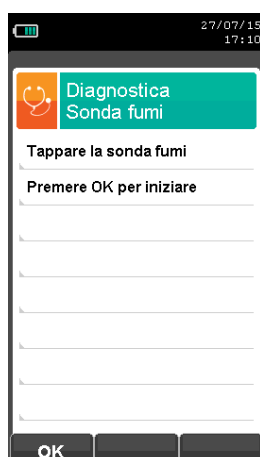 27/07/15
17:10
Diagnostica
Sonda fumi
Tappare la sonda fumi
Premere OK per iniziare
OK